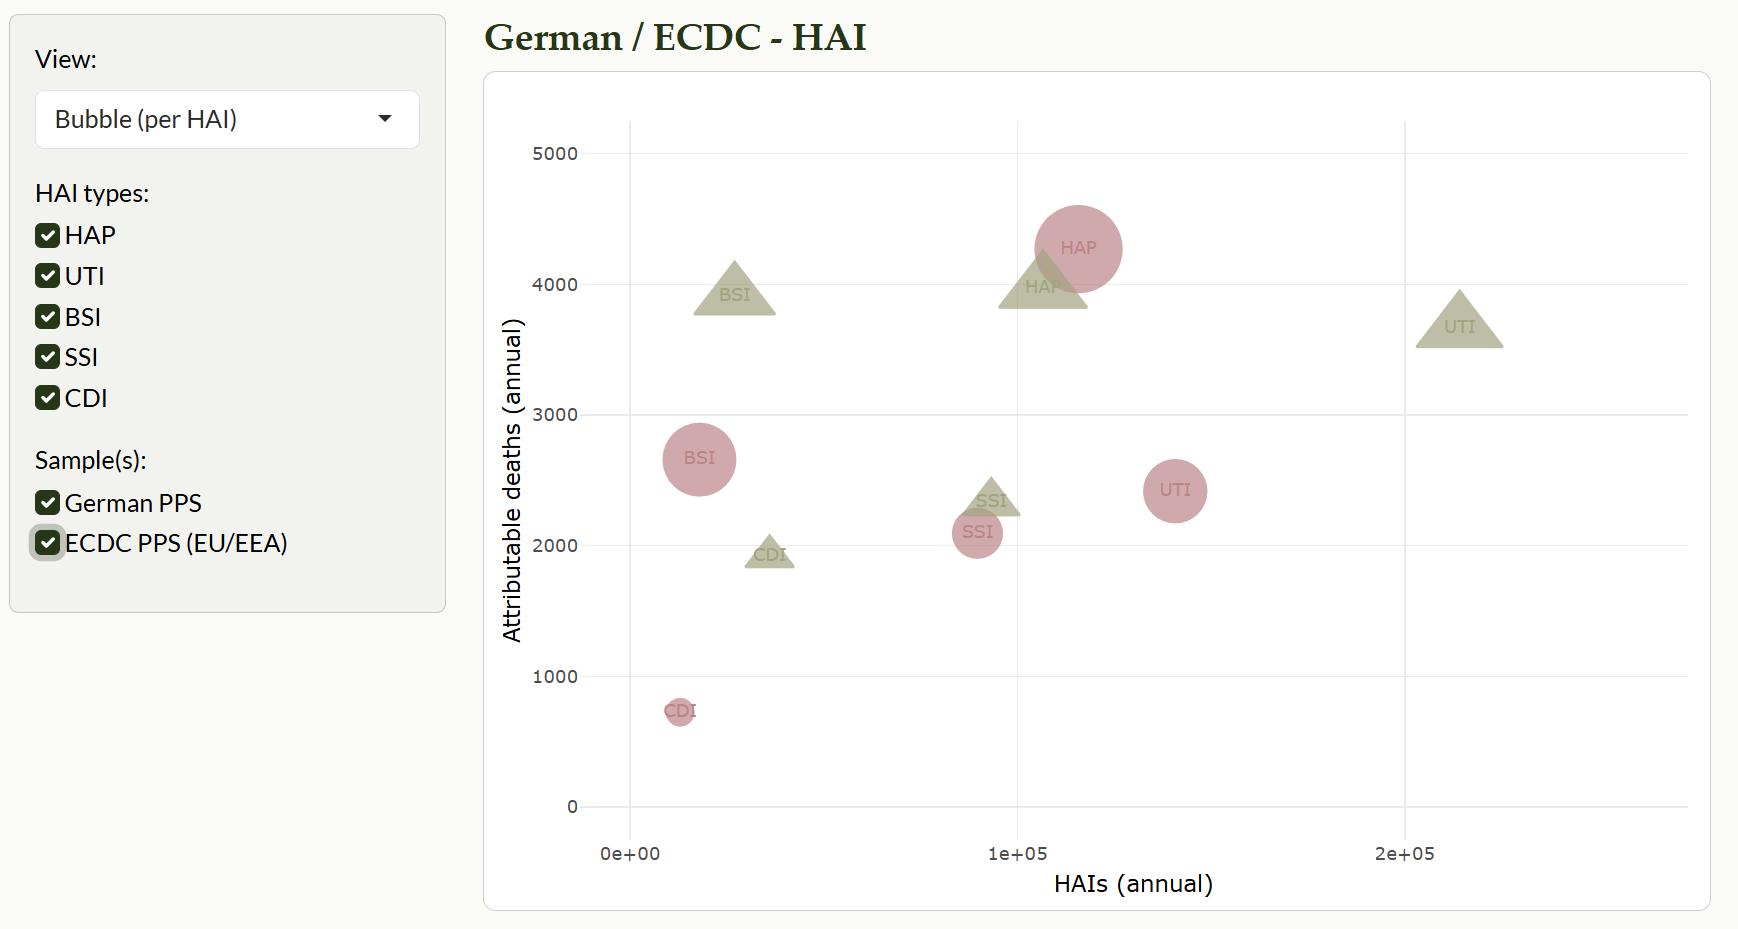 View:
Bubble (per HAI)
HAI types:
HAP
UTI
BSI
SSI
CDI
Sample(s):
German PPS
ECDC PPS (EU/EEA)
German / ECDC - HAI
5000
4000
3000
2000
1000
0
Attributable deaths (annual)
HAP
BSI
HAP
UTI
BSI
UTI
SSI
SSI
CDI
CDI
0e+00
1e+05
2e+05
HAIs (annual)